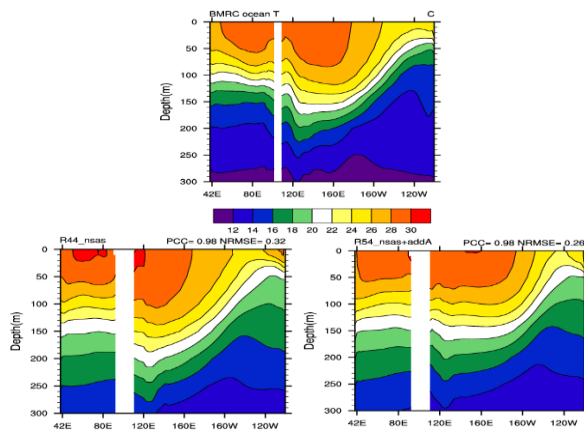 BMRC ocean T C
0
50
100
150
200
250
300
Depth(m)
42E 80E 120E 160E 160W 120W
12 14 16 18 20 22 24 26 28 30
R44_nsas PCC= 0.98 NRMSE= 0.32
0
50
100
150
200
250
300
Depth(m)
42E 80E 120E 160E 160W 120W
R54_nsas+addA PCC= 0.98 NRMSE= 0.26
0
50
100
150
200
250
300
Depth(m)
42E 80E 120E 160E 160W 120W